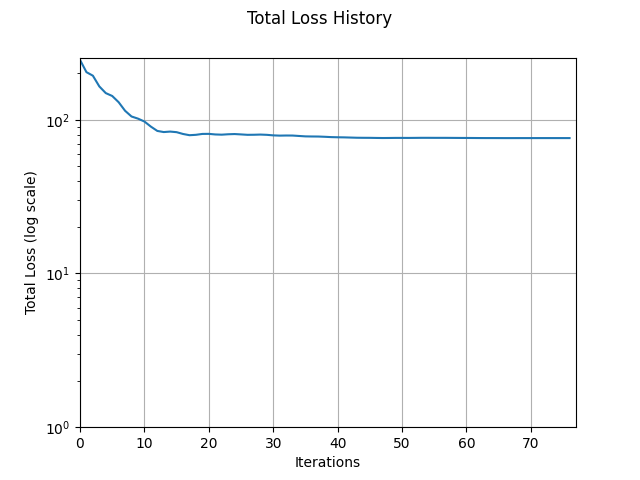 Total Loss History
Total Loss (log scale)
10²
10¹
10⁰
0 10 20 30 40 50 60 70
Iterations